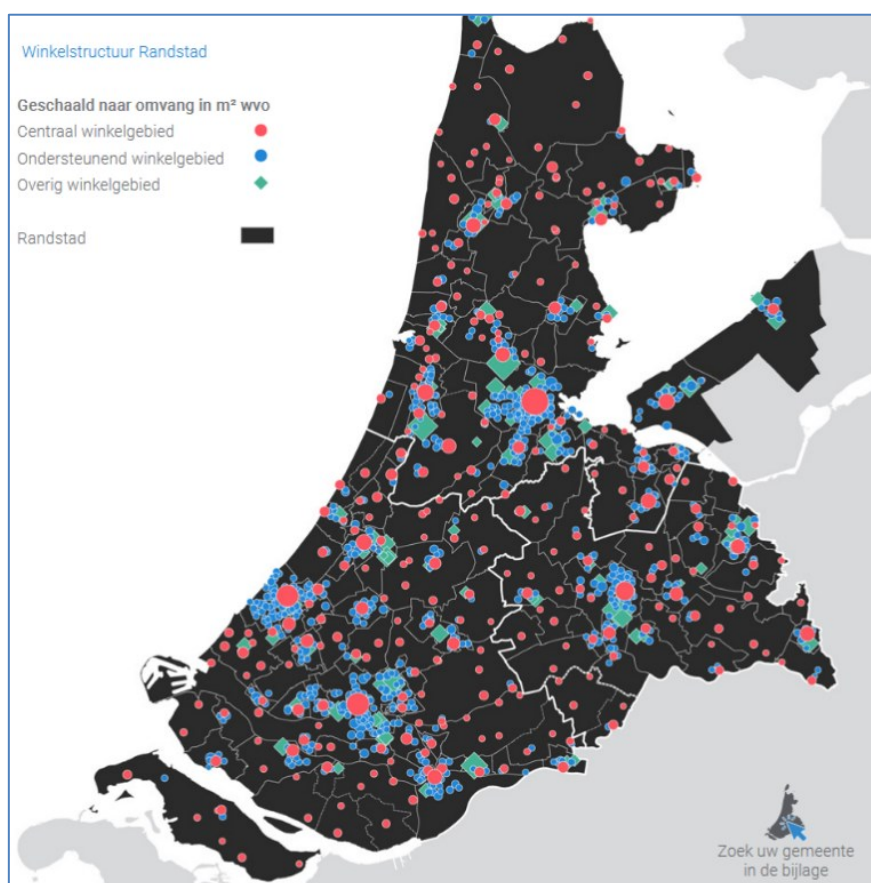 Winkelstructuur Randstad
Geschaald naar omvang in m² wvo
Centraal winkelgebied
Ondersteunend winkelgebied
Overig winkelgebied
Randstad
Zoek uw gemeente
in de bijlage